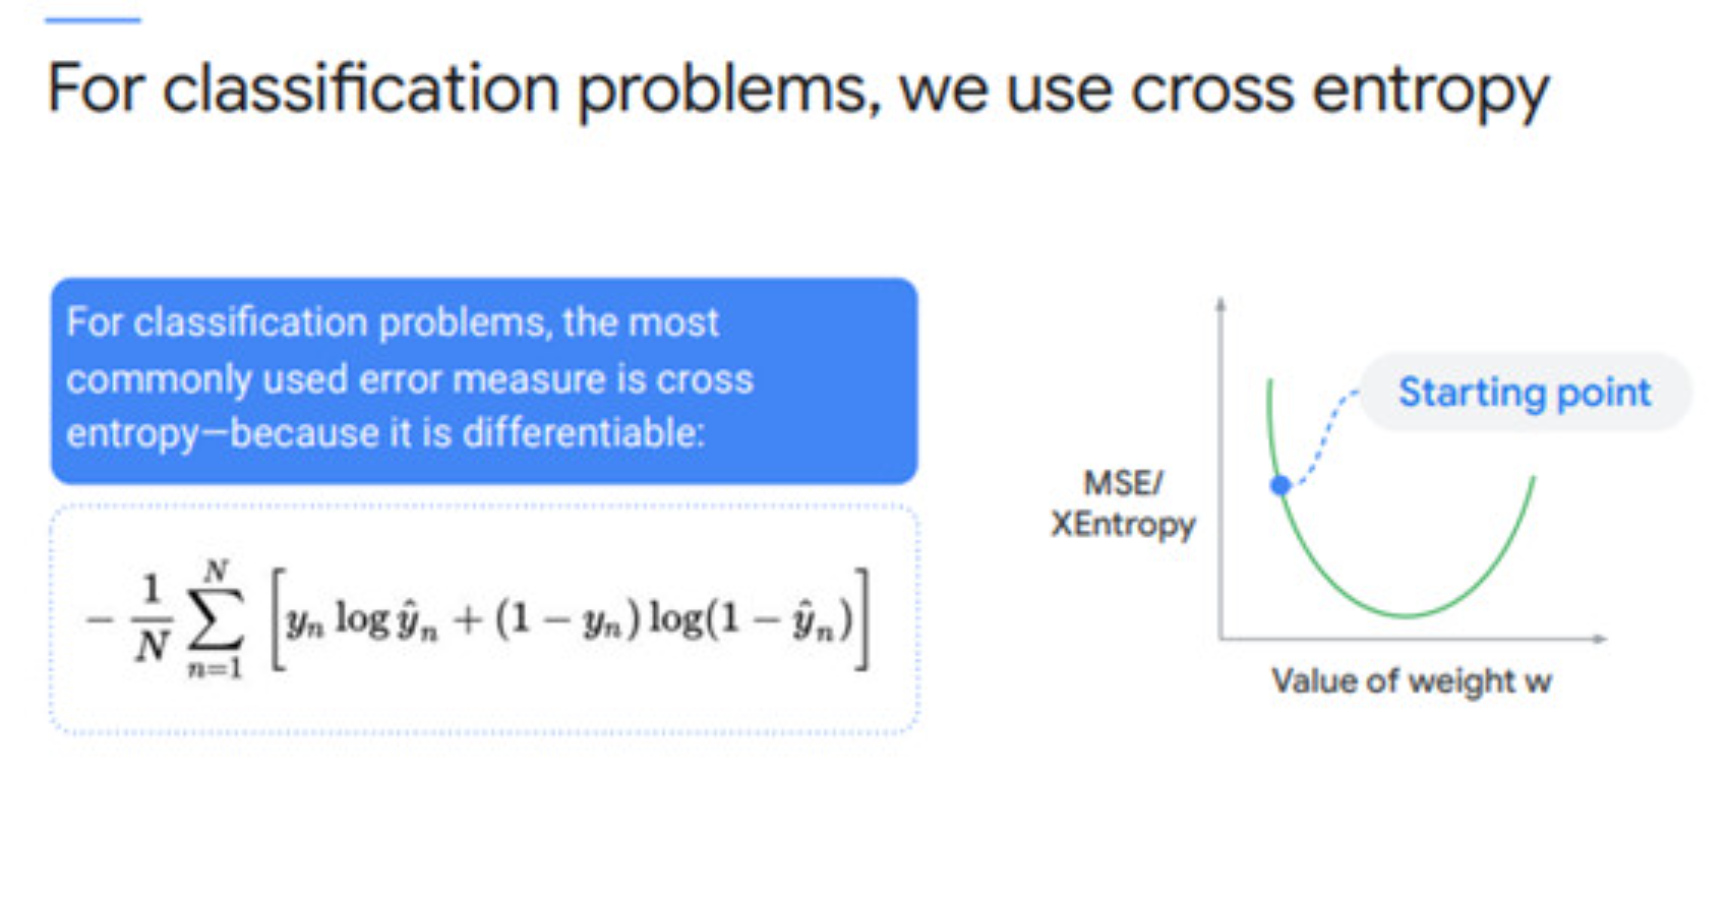 For classification problems, we use cross entropy
For classification problems, the most
commonly used error measure is cross
entropy—because it is differentiable:
$-\frac{1}{N}\sum_{n=1}^{N}\left[y_n \log \hat{y}_n + (1 - y_n)\log(1 - \hat{y}_n)\right]$
Starting point
MSE/
XEntropy
Value of weight w